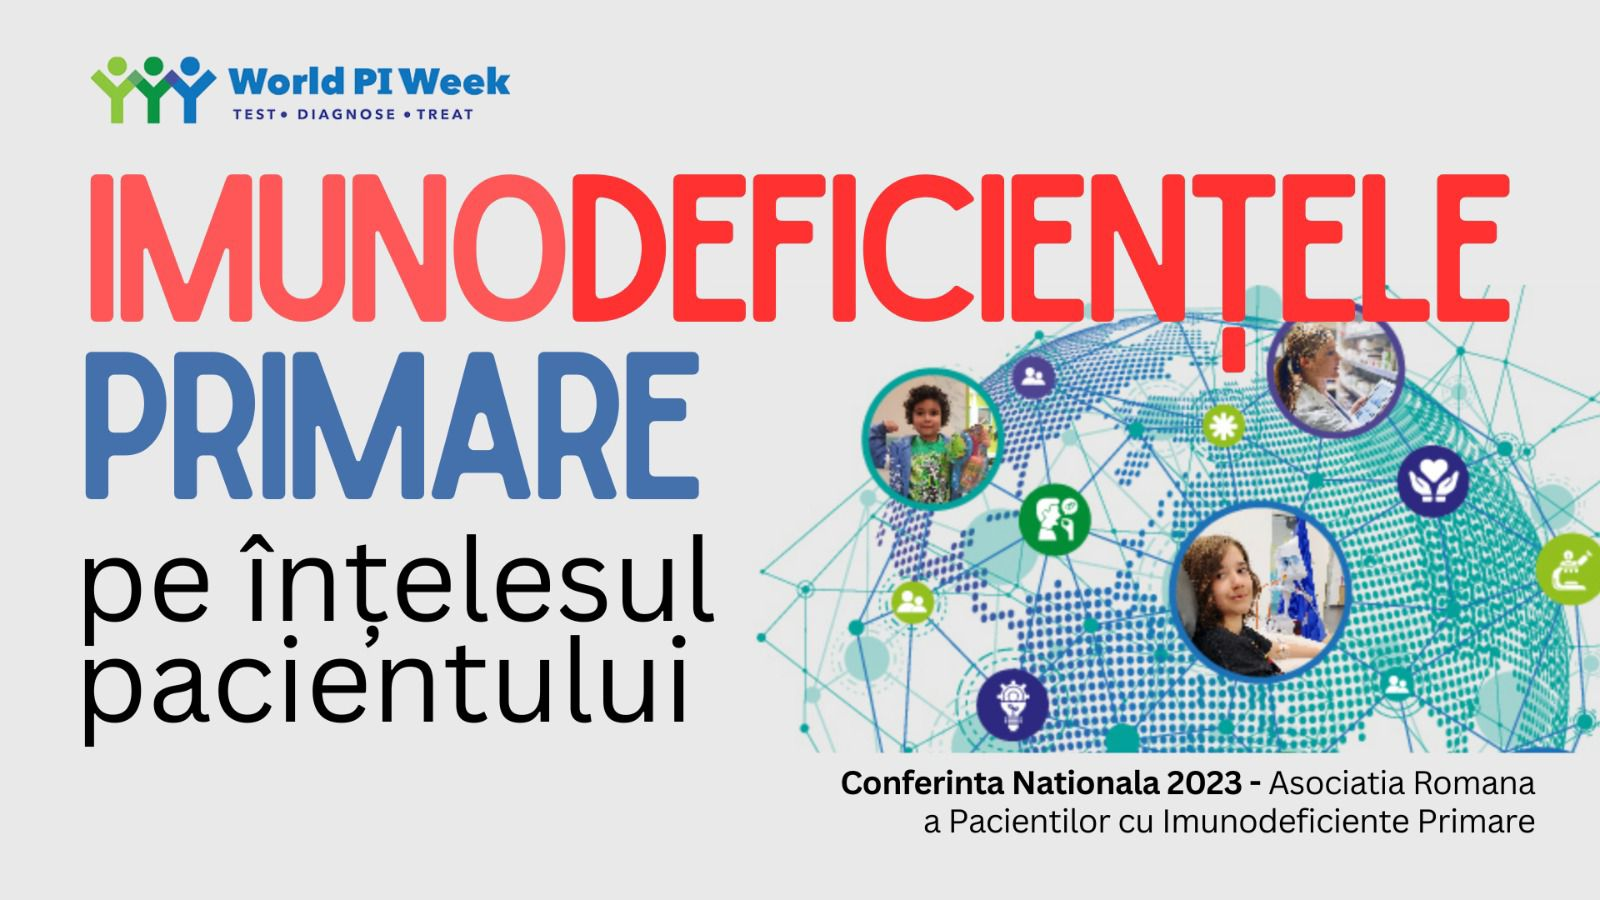 World PI Week
TEST • DIAGNOSE • TREAT
IMUNODEFICIENȚELE
PRIMARE
pe înțelesul
pacientului
Conferinta Nationala 2023 - Asociatia Romana
a Pacientilor cu Imunodeficiente Primare